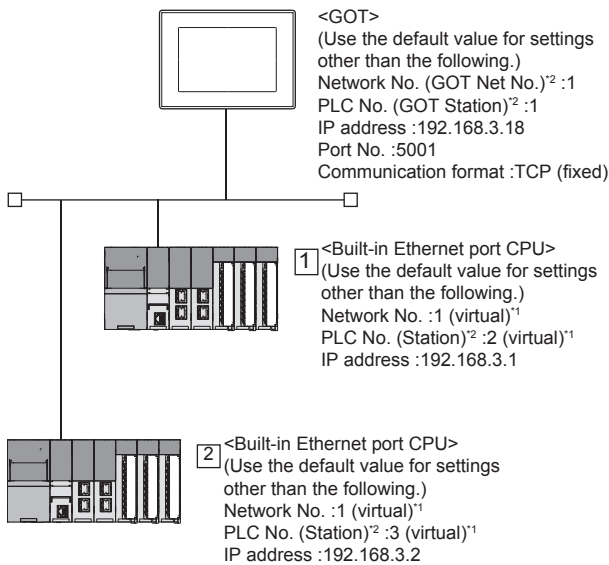 <GOT>
(Use the default value for settings
other than the following.)
Network No. (GOT Net No.)*2 :1
PLC No. (GOT Station)*2 :1
IP address :192.168.3.18
Port No. :5001
Communication format :TCP (fixed)
1
<Built-in Ethernet port CPU>
(Use the default value for settings
other than the following.)
Network No. :1 (virtual)*1
PLC No. (Station)*2 :2 (virtual)*1
IP address :192.168.3.1
2
<Built-in Ethernet port CPU>
(Use the default value for settings
other than the following.)
Network No. :1 (virtual)*1
PLC No. (Station)*2 :3 (virtual)*1
IP address :192.168.3.2